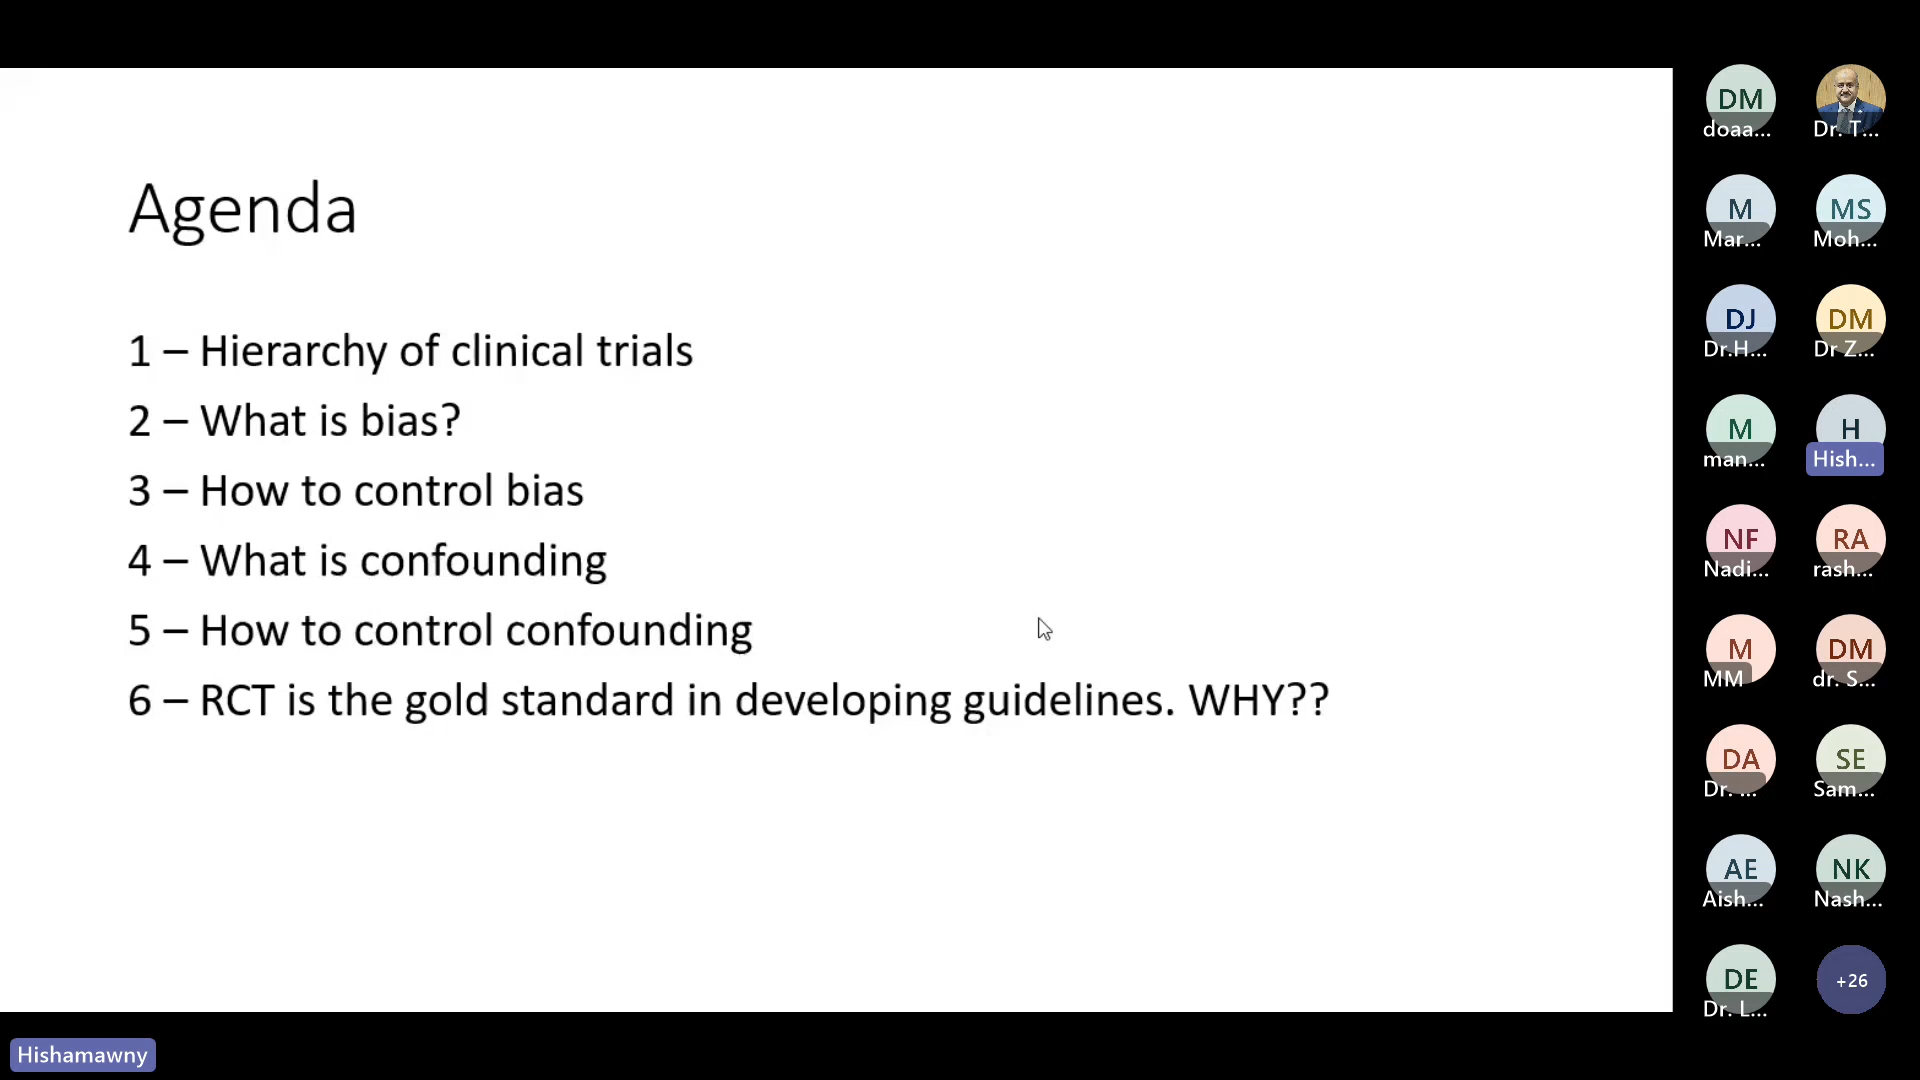 Agenda
1 – Hierarchy of clinical trials
2 – What is bias?
3 – How to control bias
4 – What is confounding
5 – How to control confounding
6 – RCT is the gold standard in developing guidelines. WHY??
DM
doaa...
Dr. T...
M
Mar...
MS
Moh...
DJ
Dr.H...
DM
Dr Z...
M
man...
H
Hish...
NF
Nadi...
RA
rash...
M
MM
DM
dr. S...
DA
Dr. ...
SE
Sam...
AE
Aish...
NK
Nash...
DE
Dr. L...
+26
Hishamawny